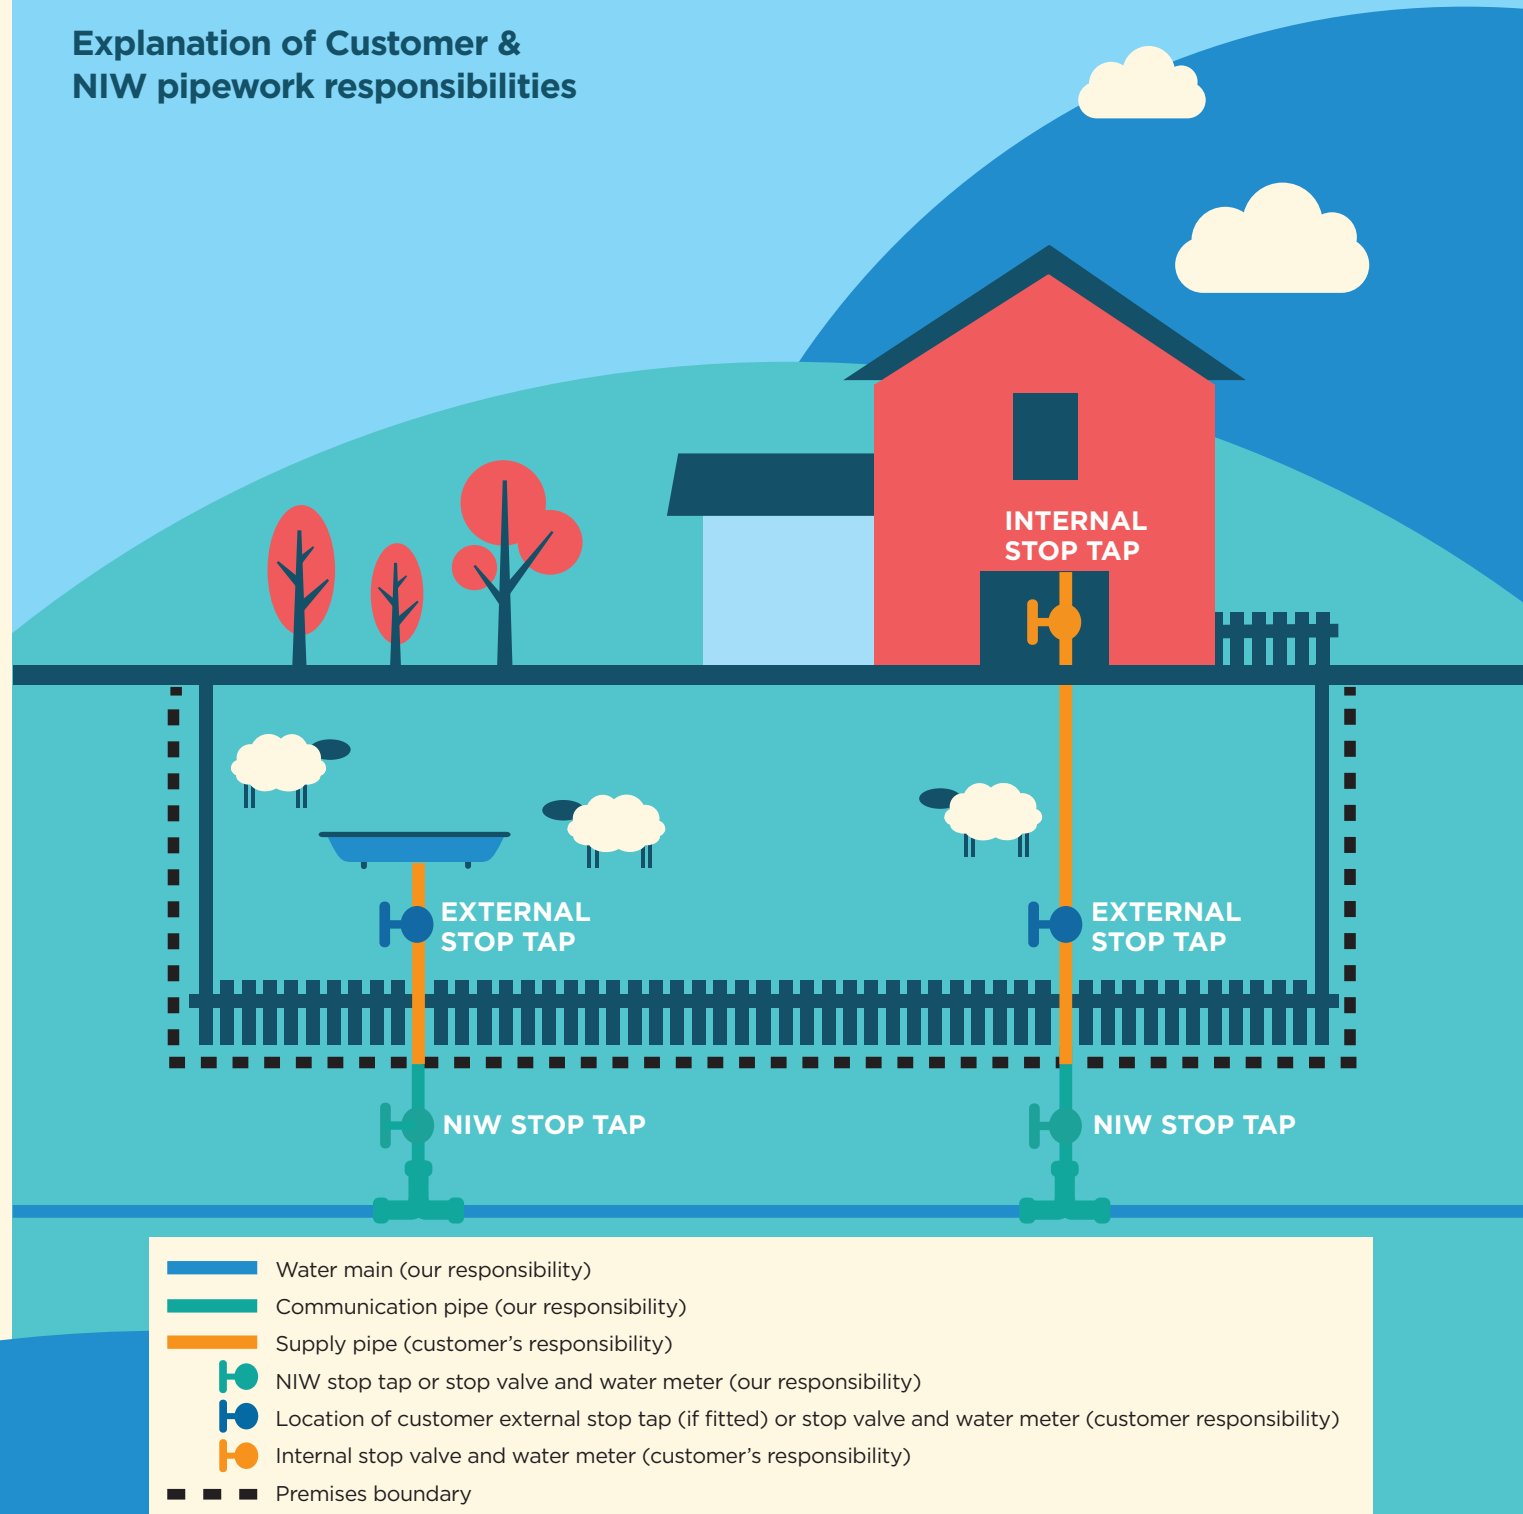 Explanation of Customer &
NIW pipework responsibilities
INTERNAL
STOP TAP
EXTERNAL
STOP TAP
EXTERNAL
STOP TAP
NIW STOP TAP
NIW STOP TAP
Water main (our responsibility)
Communication pipe (our responsibility)
Supply pipe (customer’s responsibility)
NIW stop tap or stop valve and water meter (our responsibility)
Location of customer external stop tap (if fitted) or stop valve and water meter (customer responsibility)
Internal stop valve and water meter (customer’s responsibility)
Premises boundary